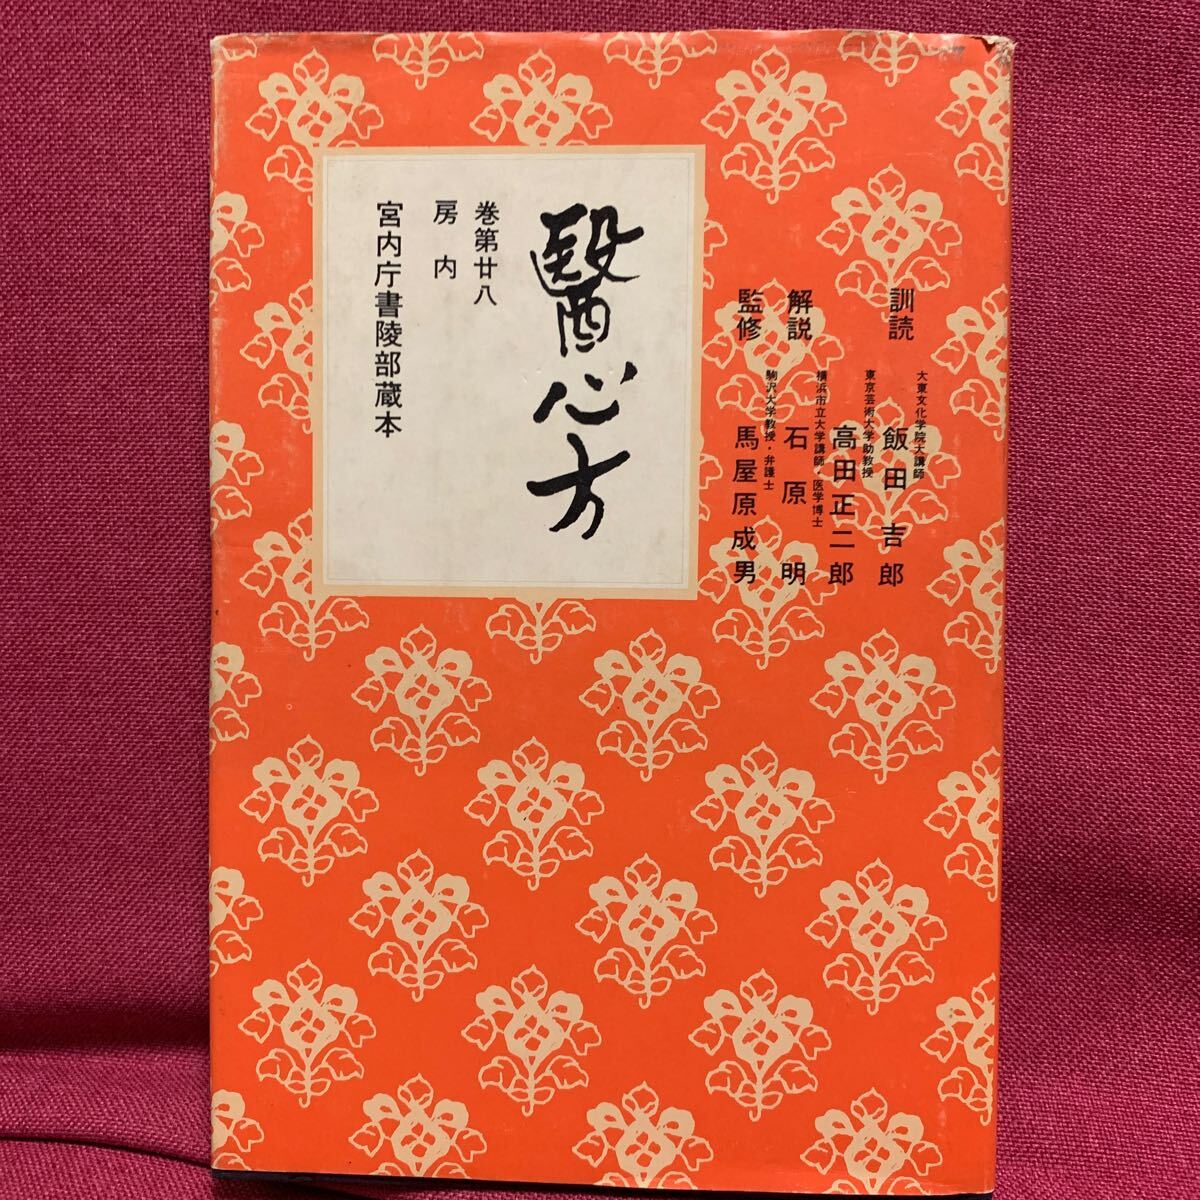 訓読
大東文化学院大講師
飯田吉郎
東京芸術大学助教授
高田正二郎
解説
横浜市立大学講師・医学博士
石原明
監修
駒沢大学教授・弁護士
馬屋原成男
醫心方
巻第廿八
房内
宮内庁書陵部蔵本